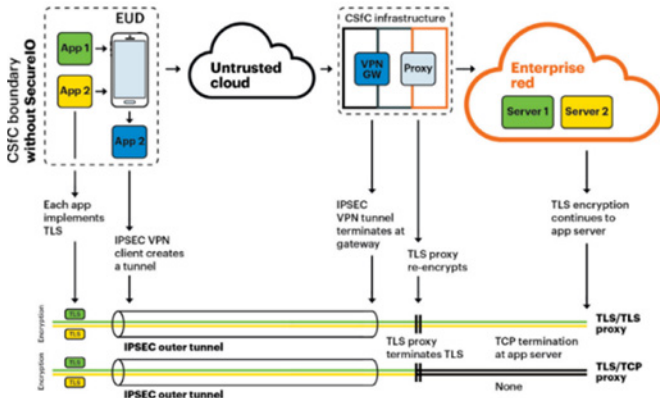 CSfC boundary
without SecureIO
EUD
App 1
App 2
App 2
Untrusted
cloud
CSfC infrastructure
VPN
GW
Proxy
Enterprise
red
Server 1
Server 2
Each app
implements
TLS
IPSEC VPN
client creates
a tunnel
IPSEC
VPN tunnel
terminates at
gateway
TLS proxy
re-encrypts
TLS encryption
continues to
app server
Encryption
TLS
TLS
IPSEC outer tunnel
TLS/TLS
proxy
TLS proxy
terminates TLS
TCP termination
at app server
Encryption
TLS
TLS
IPSEC outer tunnel
None
TLS/TCP
proxy